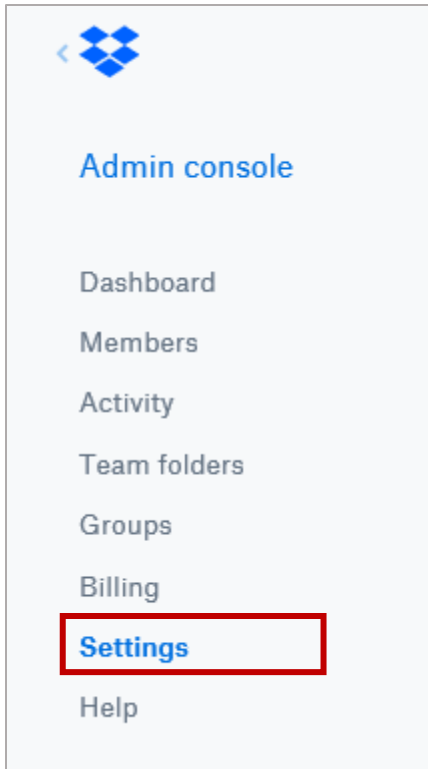 Admin console
Dashboard
Members
Activity
Team folders
Groups
Billing
Settings
Help